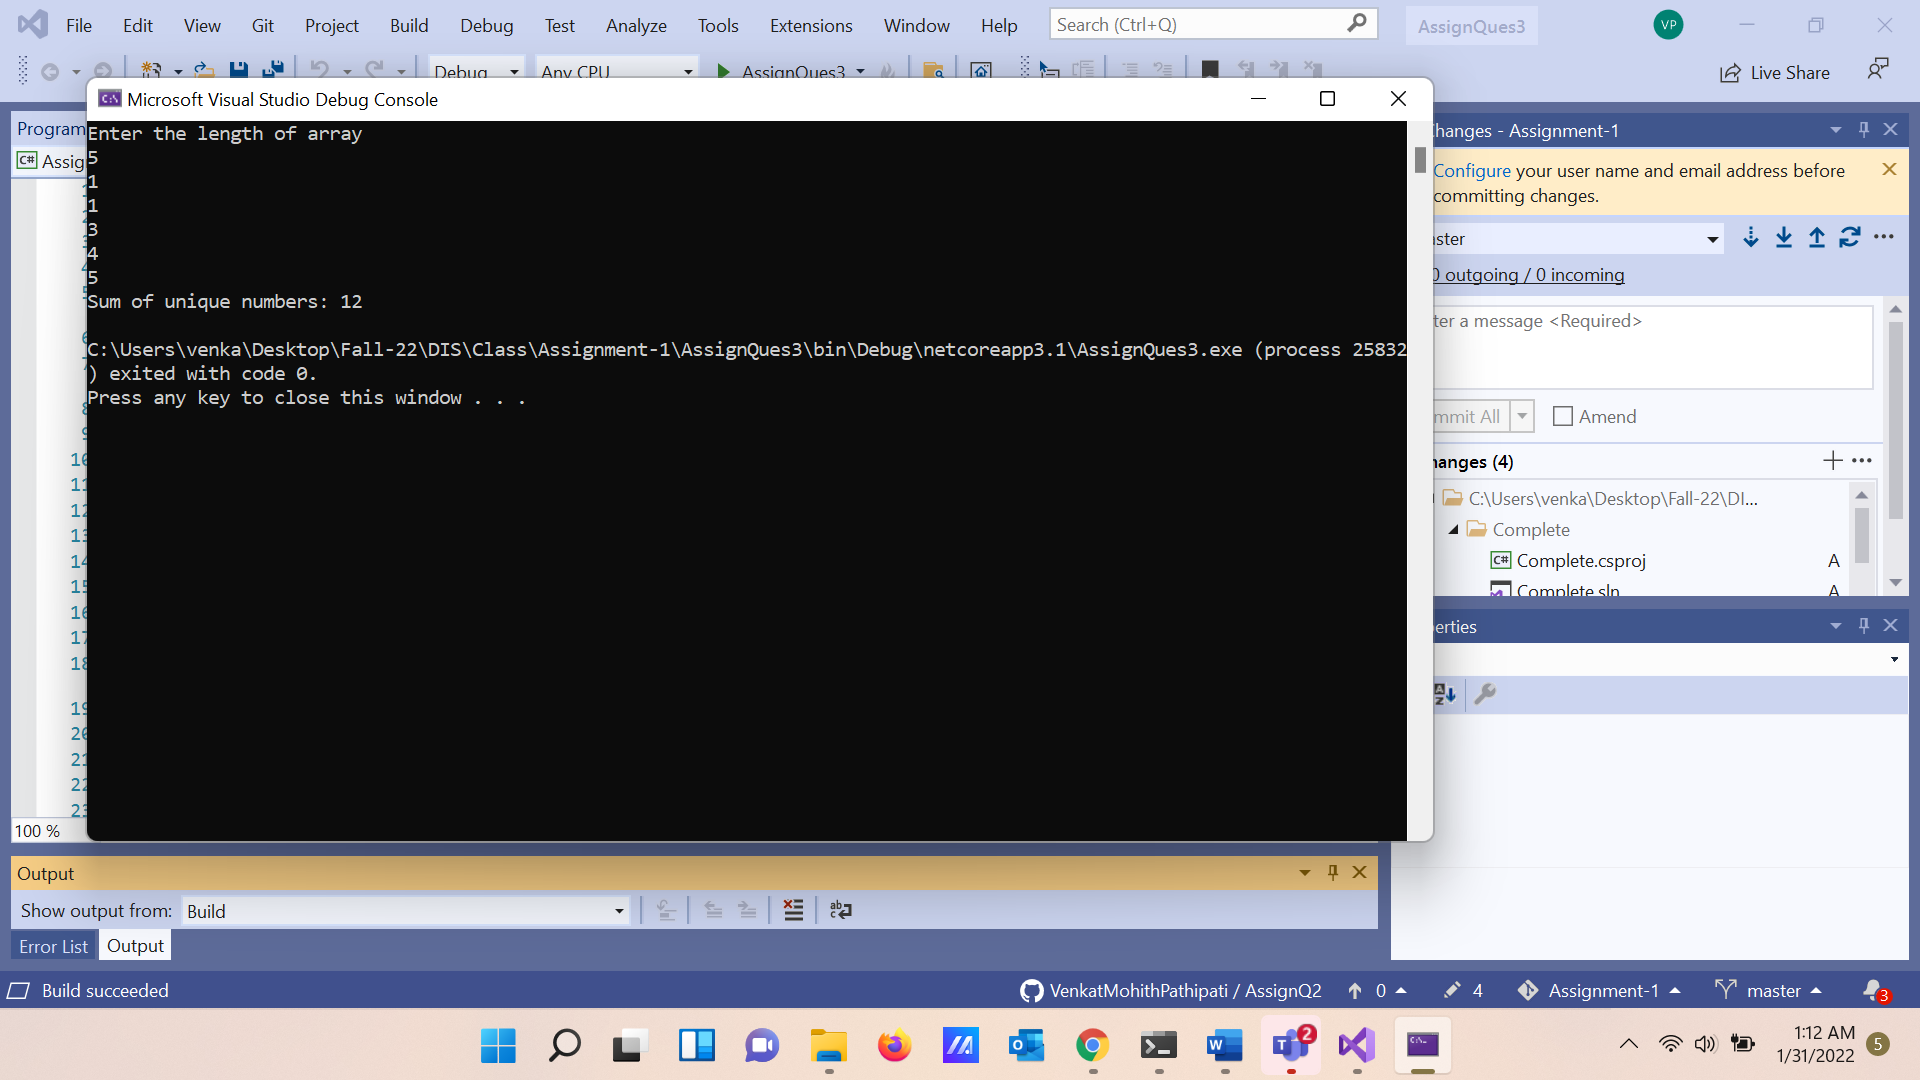 File Edit View Git Project Build Debug Test Analyze Tools Extensions Window Help Search (Ctrl+Q) AssignQues3 VP
Debug Any CPU AssignQues3 Live Share
Microsoft Visual Studio Debug Console
Enter the length of array
5
1
1
3
4
5
Sum of unique numbers: 12
C:\Users\venka\Desktop\Fall-22\DIS\Class\Assignment-1\AssignQues3\bin\Debug\netcoreapp3.1\AssignQues3.exe (process 25832
) exited with code 0.
Press any key to close this window . . .
Program
C# Assig
8
9
10
11
12
13
14
15
16
17
18
19
20
21
22
23
100 %
hanges - Assignment-1
Configure your user name and email address before
committing changes.
ster
0 outgoing / 0 incoming
ter a message <Required>
mmit All Amend
hanges (4)
C:\Users\venka\Desktop\Fall-22\DI...
Complete
C# Complete.csproj A
Complete.sln A
erties
Output
Show output from: Build
Error List Output
Build succeeded VenkatMohithPathipati / AssignQ2 0 4 Assignment-1 master 3
2
1:12 AM
1/31/2022 5